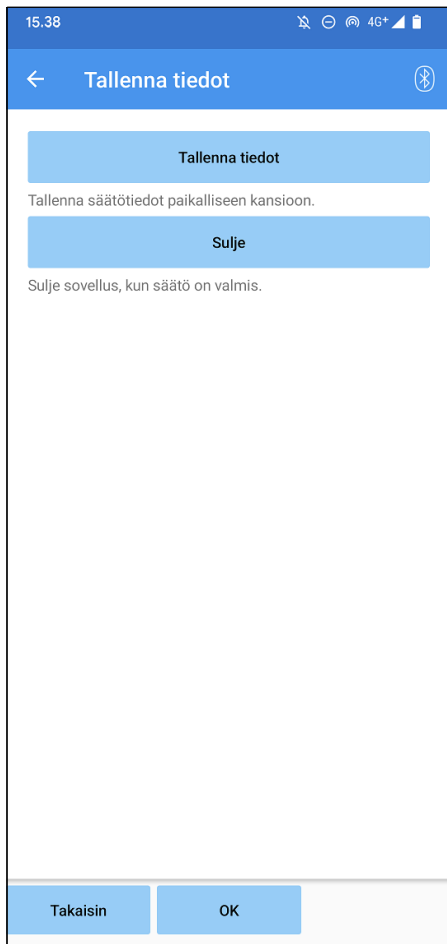 15.38
4G+
Tallenna tiedot
Tallenna tiedot
Tallenna säätötiedot paikalliseen kansioon.
Sulje
Sulje sovellus, kun säätö on valmis.
Takaisin
OK